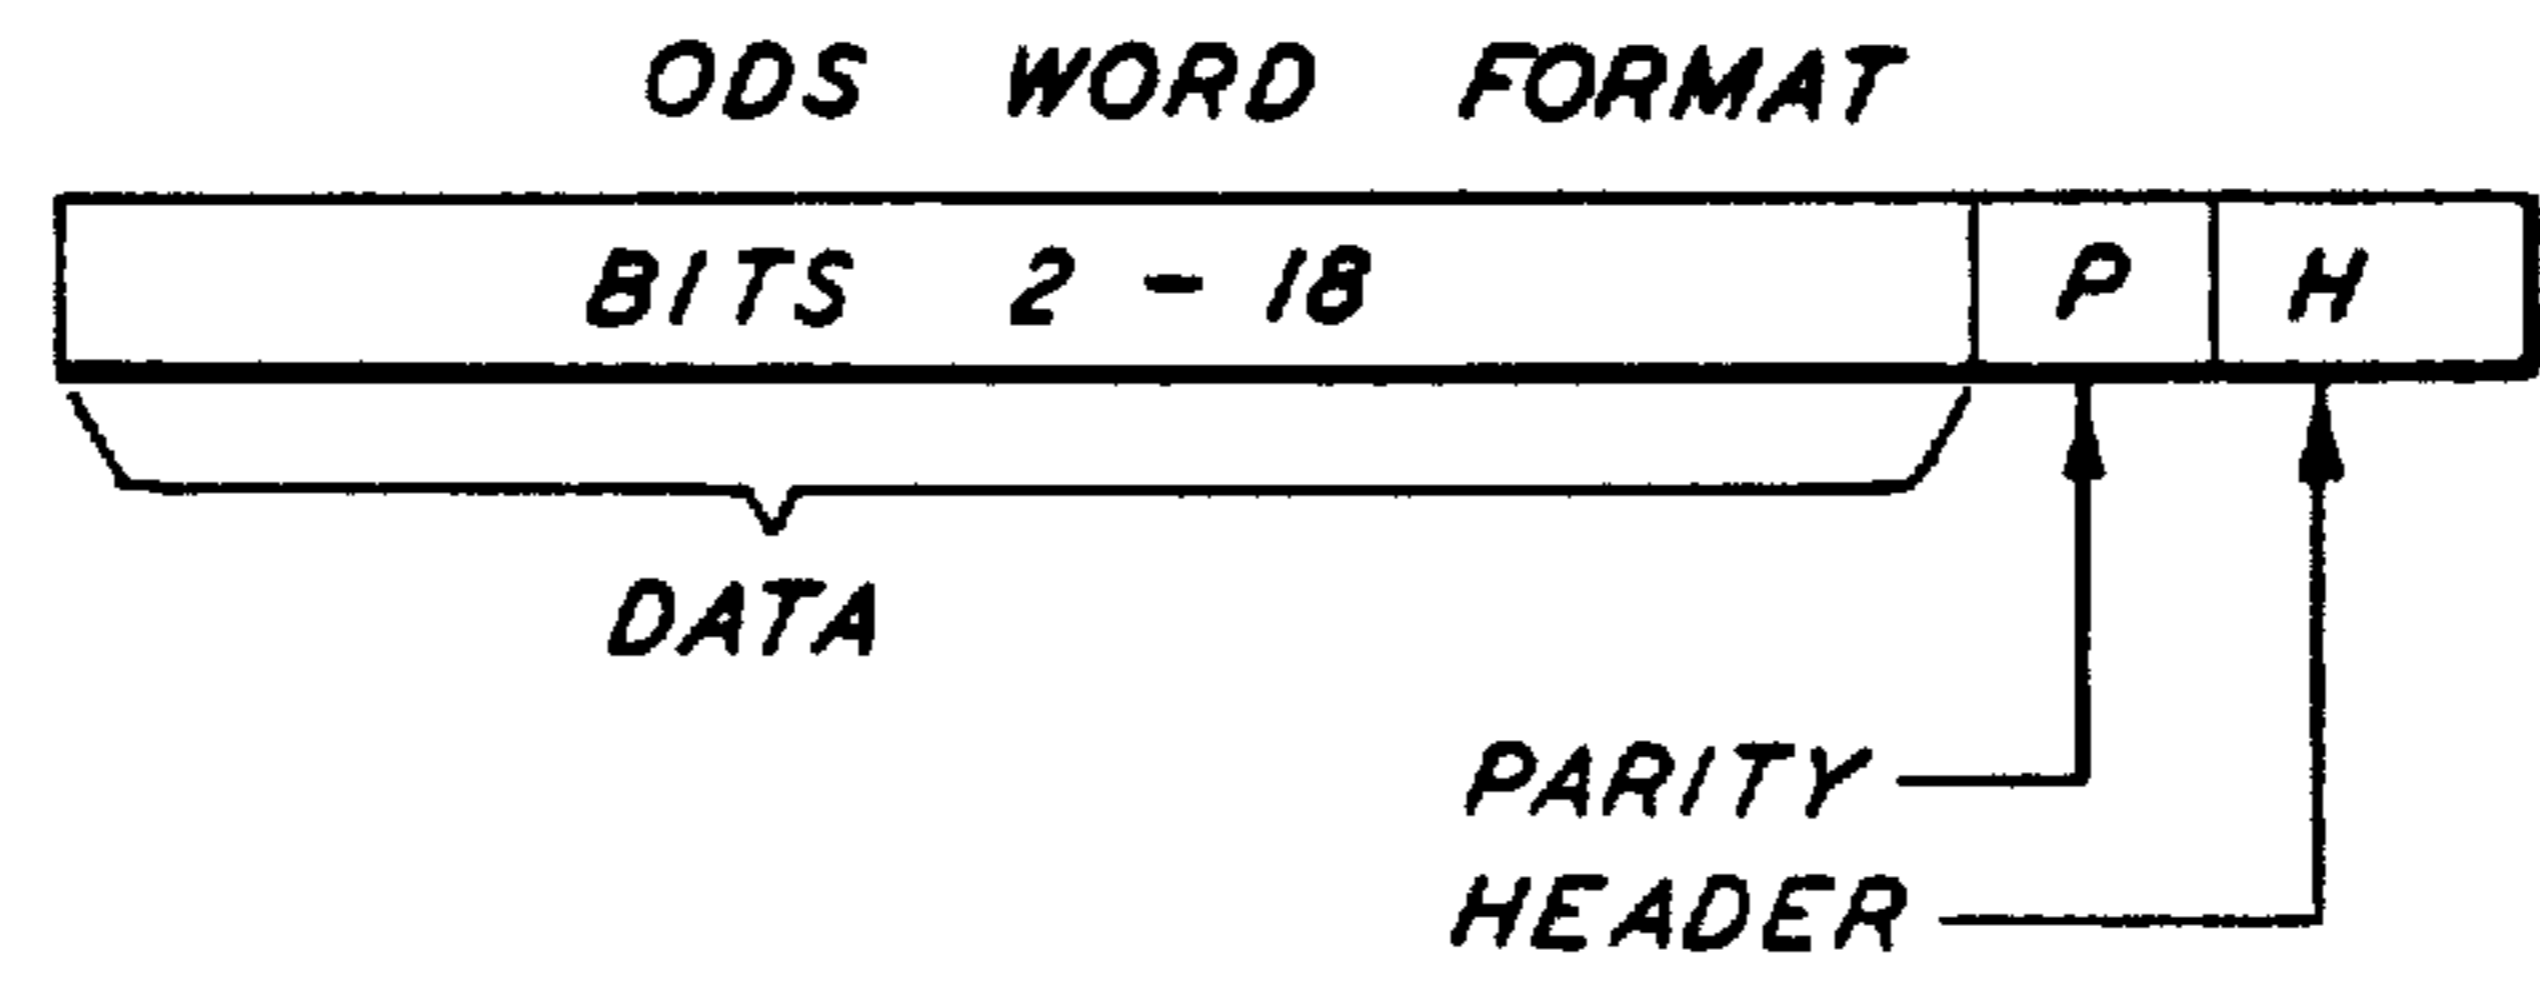 ODS WORD FORMAT
BITS 2-18 P H
DATA
PARITY
HEADER